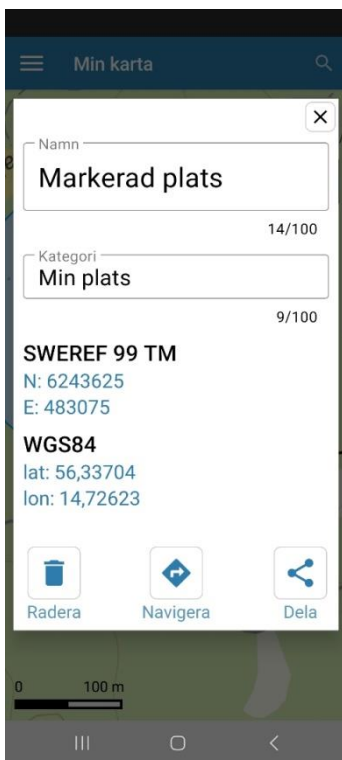 Min karta
Namn
Markerad plats
14/100
Kategori
Min plats
9/100
SWEREF 99 TM
N: 6243625
E: 483075
WGS84
lat: 56,33704
lon: 14,72623
Radera
Navigera
Dela
0 100 m